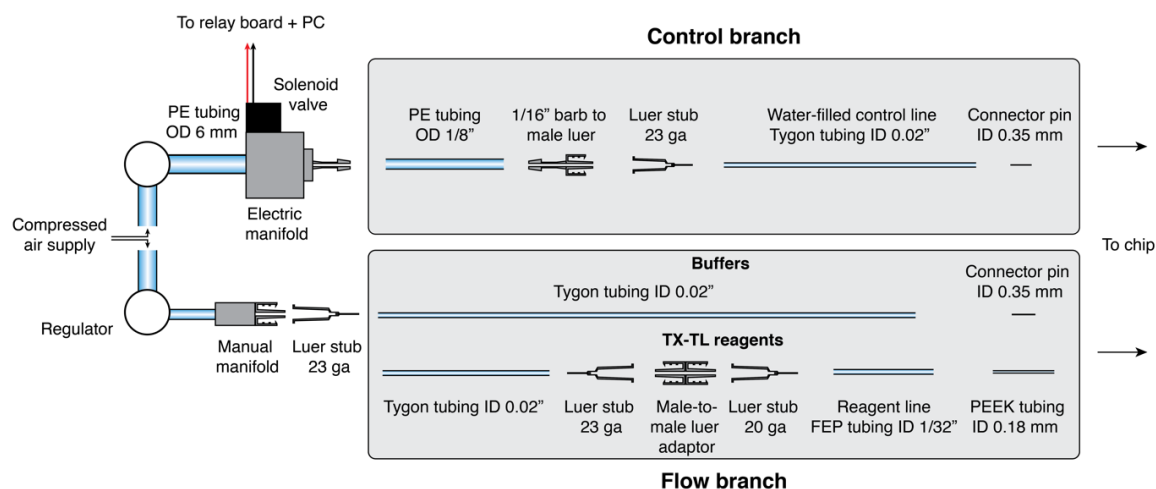 To relay board + PC
Solenoid
valve
PE tubing
OD 6 mm
Electric
manifold
Compressed
air supply
Regulator
Manual
manifold
Luer stub
23 ga
Control branch
PE tubing
OD 1/8”
1/16” barb to
male luer
Luer stub
23 ga
Water-filled control line
Tygon tubing ID 0.02”
Connector pin
ID 0.35 mm
To chip
Buffers
Tygon tubing ID 0.02”
Connector pin
ID 0.35 mm
TX-TL reagents
Tygon tubing ID 0.02”
Luer stub
23 ga
Male-to-
male luer
adaptor
Luer stub
20 ga
Reagent line
FEP tubing ID 1/32”
PEEK tubing
ID 0.18 mm
Flow branch